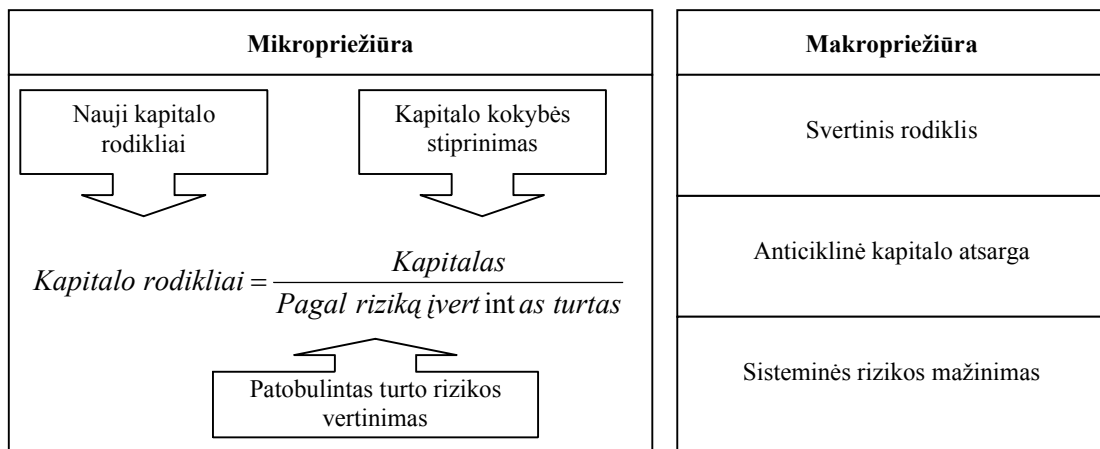 Mikropriežiūra
Nauji kapitalo
rodikliai
Kapitalo kokybės
stiprinimas
Kapitalo rodikliai = Kapitalas
Pagal riziką įvertintas turtas
Patobulintas turto rizikos
vertinimas
Makropriežiūra
Svertinis rodiklis
Anticiklinė kapitalo atsarga
Sisteminės rizikos mažinimas